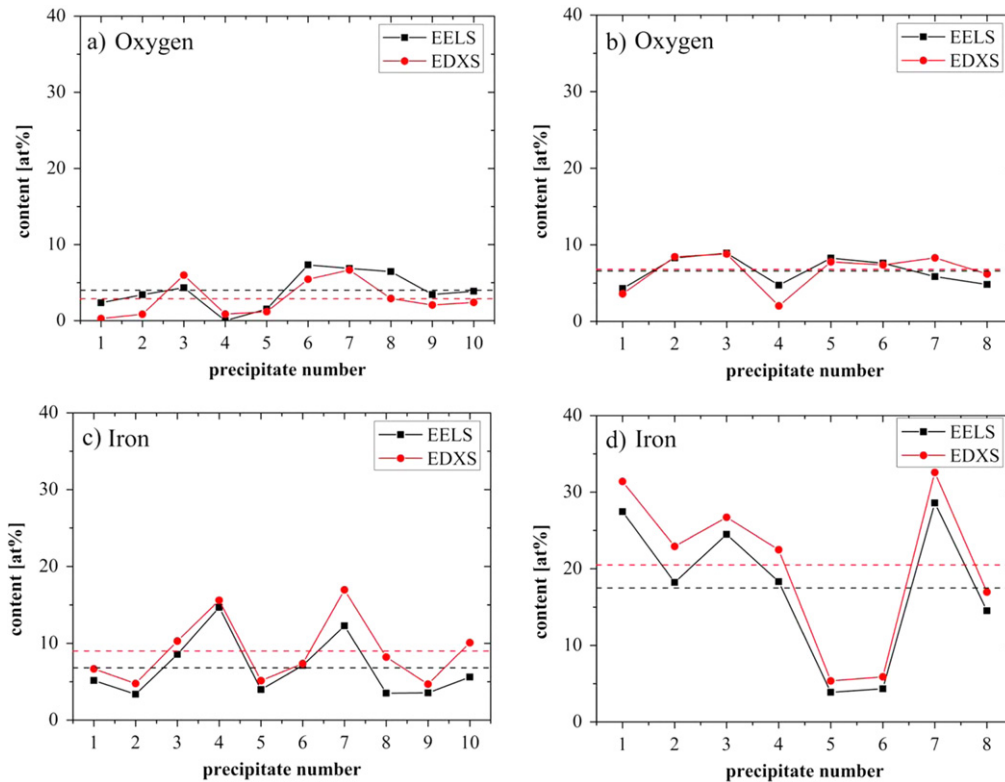 a) Oxygen
EELS
EDXS
content [at%]
40
30
20
10
0
1 2 3 4 5 6 7 8 9 10
precipitate number
b) Oxygen
EELS
EDXS
content [at%]
40
30
20
10
0
1 2 3 4 5 6 7 8
precipitate number
c) Iron
EELS
EDXS
content [at%]
40
30
20
10
0
1 2 3 4 5 6 7 8 9 10
precipitate number
d) Iron
EELS
EDXS
content [at%]
40
30
20
10
0
1 2 3 4 5 6 7 8
precipitate number